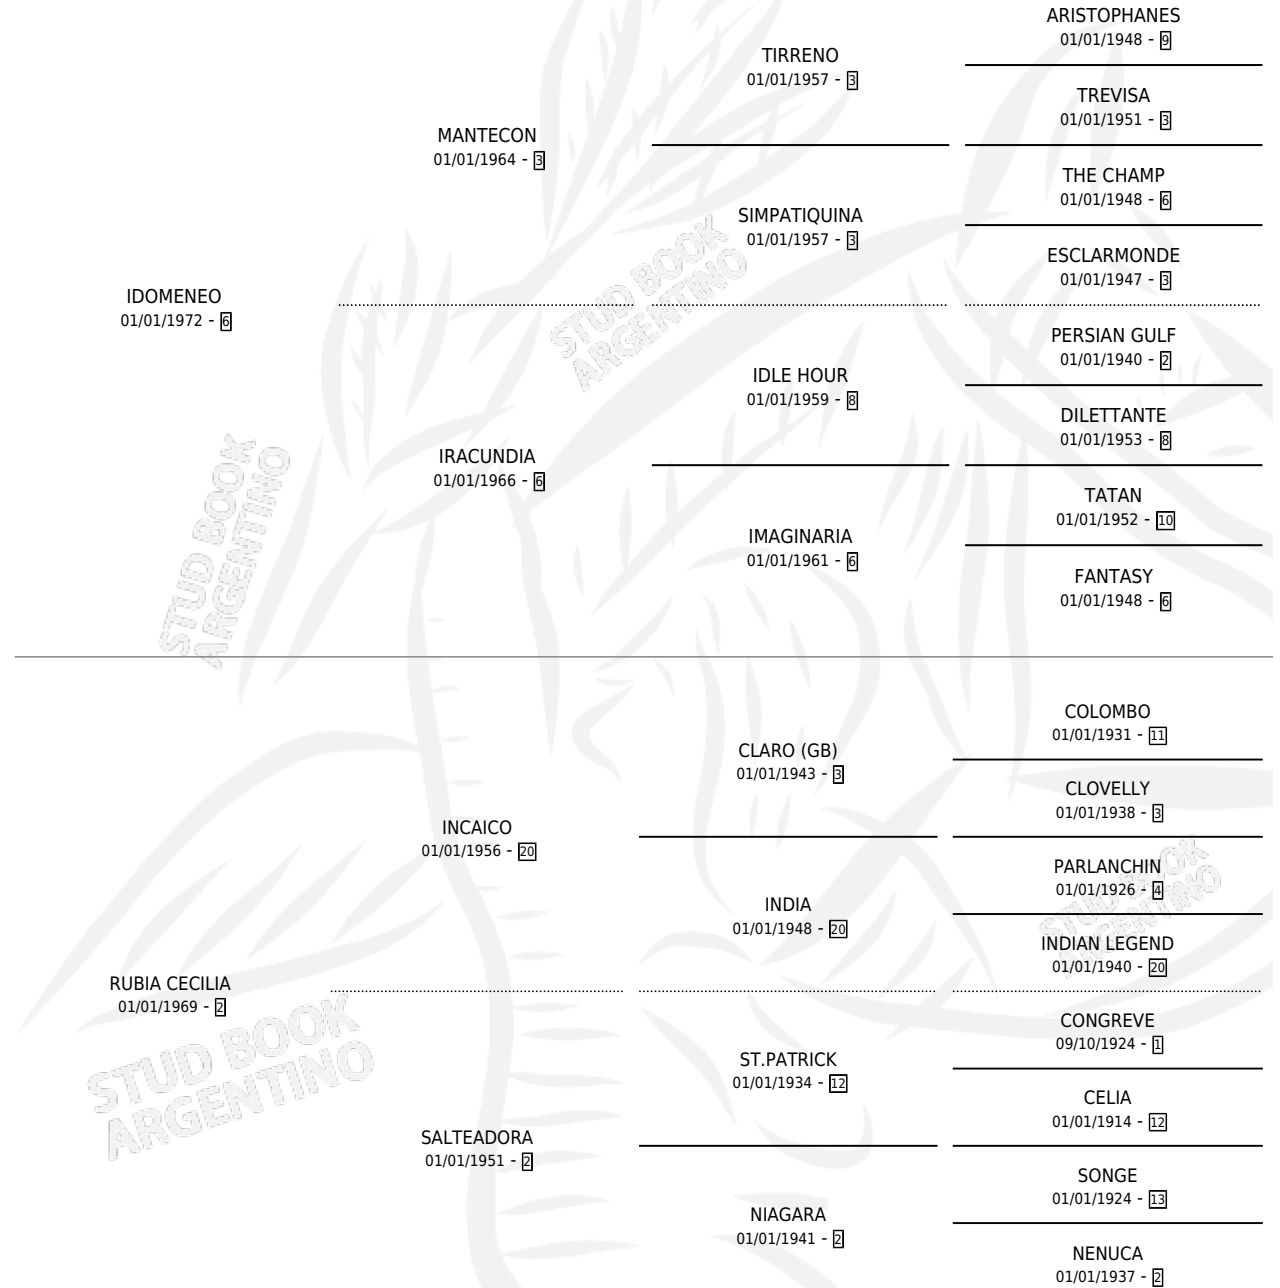 ARISTOPHANES
01/01/1948 - 9
TIRRENO
01/01/1957 - 3
TREVISA
01/01/1951 - 3
MANTECON
01/01/1964 - 3
THE CHAMP
01/01/1948 - 6
SIMPATIQUINA
01/01/1957 - 3
ESCLARMONDE
01/01/1947 - 3
IDOMENEO
01/01/1972 - 6
STUD BOOK
ARGENTINO
PERSIAN GULF
01/01/1940 - 2
IDLE HOUR
01/01/1959 - 8
DILETTANTE
01/01/1953 - 8
IRACUNDIA
01/01/1966 - 6
TATAN
01/01/1952 - 10
IMAGINARIA
01/01/1961 - 6
FANTASY
01/01/1948 - 6
STUD BOOK
ARGENTINO
COLOMBO
01/01/1931 - 11
CLARO (GB)
01/01/1943 - 3
CLOVELLY
01/01/1938 - 3
INCAICO
01/01/1956 - 20
PARLANCHIN
01/01/1926 - 4
INDIA
01/01/1948 - 20
INDIAN LEGEND
01/01/1940 - 20
STUD BOOK
ARGENTINO
RUBIA CECILIA
01/01/1969 - 2
CONGREVE
09/10/1924 - 1
ST.PATRICK
01/01/1934 - 12
CELIA
01/01/1914 - 12
STUD BOOK
ARGENTINO
SALTEADORA
01/01/1951 - 2
SONGE
01/01/1924 - 13
NIAGARA
01/01/1941 - 2
NENUCA
01/01/1937 - 2